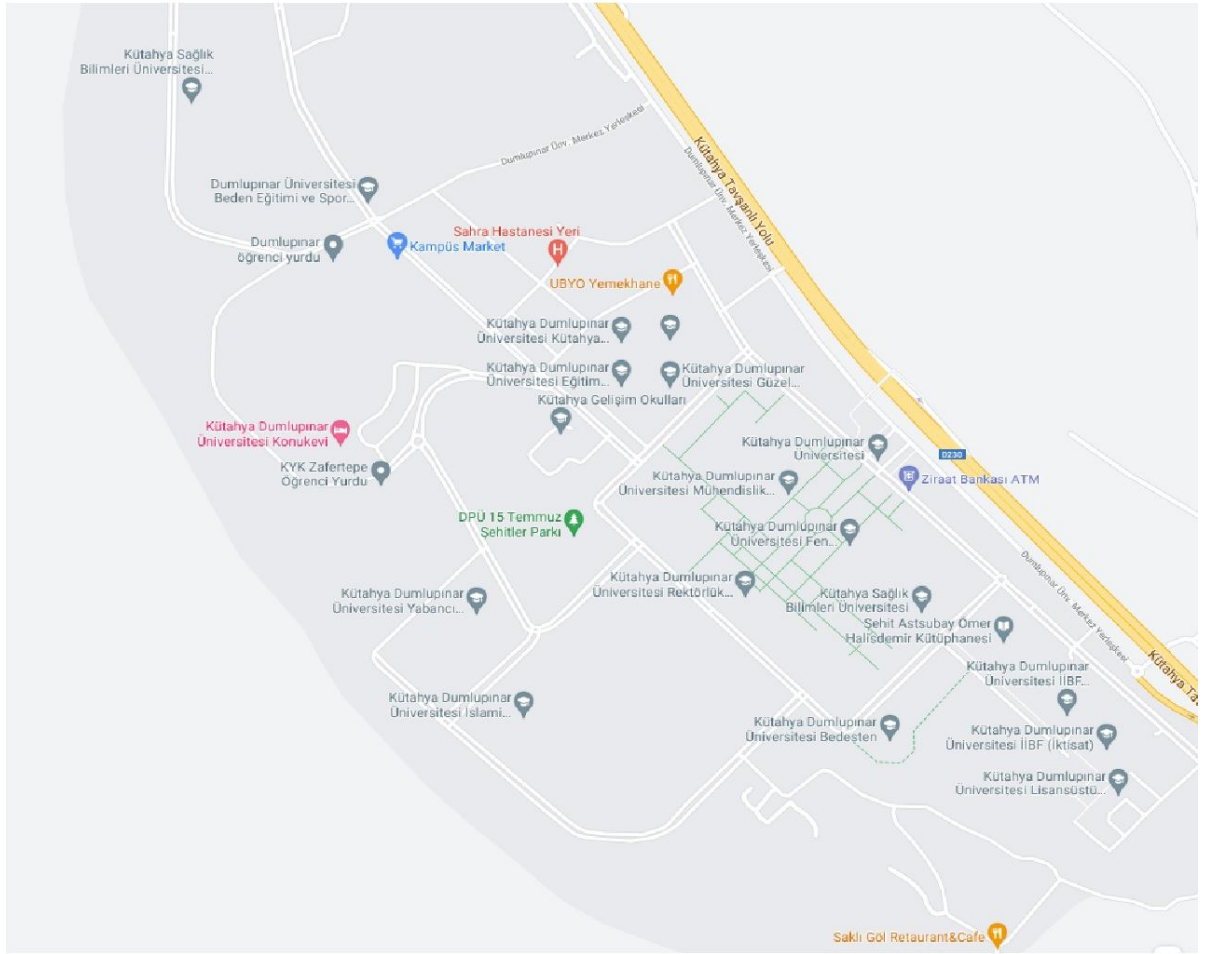 Kütahya Sağlık
Bilimleri Üniversitesi...
Dumlupınar Ünv. Merkez Yerleşkesi
Kütahya Tavşanlı Yolu
Dumlupınar Ünv. Merkez Yerleşkesi
Dumlupınar Üniversitesi
Beden Eğitimi ve Spor...
Dumlupınar
öğrenci yurdu
Kampüs Market
Sahra Hastanesi Yeri
H
UBYO Yemekhane
Kütahya Dumlupınar
Üniversitesi Kütahya...
Kütahya Dumlupınar
Üniversitesi Eğitim...
Kütahya Dumlupınar
Üniversitesi Güzel...
Kütahya Gelişim Okulları
Kütahya Dumlupınar
Üniversitesi Konukevi
Kütahya Dumlupınar
Üniversitesi
D230
KYK Zafertepe
Öğrenci Yurdu
Kütahya Dumlupınar
Üniversitesi Mühendislik...
Ziraat Bankası ATM
DPÜ 15 Temmuz
Şehitler Parkı
Kütahya Dumlupınar
Üniversitesi Fen...
Dumlupınar Ünv. Merkez Yerleşkesi
Kütahya Dumlupınar
Üniversitesi Rektörlük...
Kütahya Dumlupınar
Üniversitesi Yabancı...
Kütahya Sağlık
Bilimleri Üniversitesi
Şehit Astsubay Ömer
Halisdemir Kütüphanesi
Kütahya Ta
Kütahya Dumlupınar
Üniversitesi İİBF...
Kütahya Dumlupınar
Üniversitesi İslami...
Kütahya Dumlupınar
Üniversitesi Bedesten
Kütahya Dumlupınar
Üniversitesi İİBF (İktisat)
Kütahya Dumlupınar
Üniversitesi Lisansüstü...
Saklı Göl Retaurant&Cafe